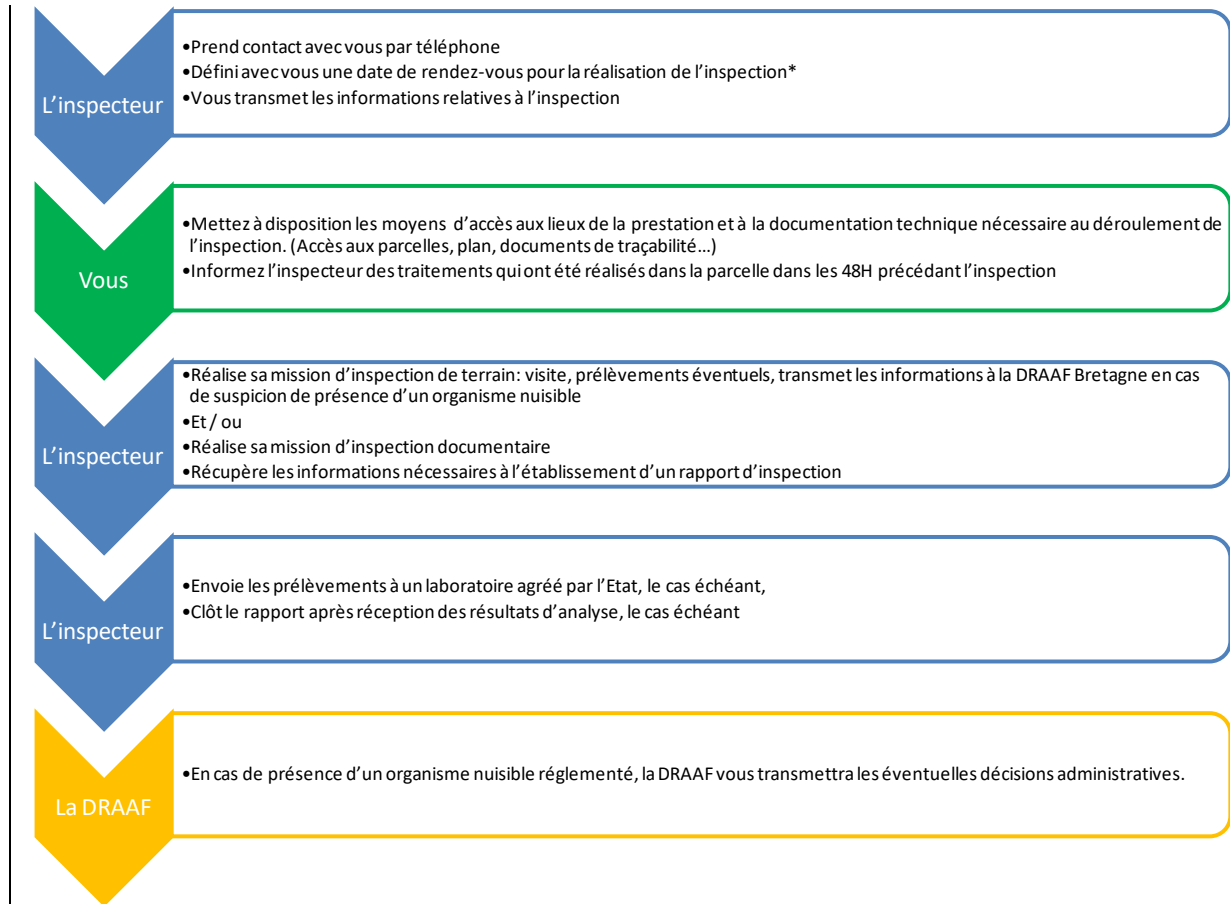 L'inspecteur
•Prend contact avec vous par téléphone
•Défini avec vous une date de rendez-vous pour la réalisation de l'inspection*
•Vous transmet les informations relatives à l'inspection
Vous
•Mettez à disposition les moyens d'accès aux lieux de la prestation et à la documentation technique nécessaire au déroulement de
l'inspection. (Accès aux parcelles, plan, documents de traçabilité...)
•Informez l'inspecteur des traitements qui ont été réalisés dans la parcelle dans les 48H précédant l'inspection
L'inspecteur
•Réalise sa mission d'inspection de terrain: visite, prélèvements éventuels, transmet les informations à la DRAAF Bretagne en cas
de suspicion de présence d'un organisme nuisible
•Et / ou
•Réalise sa mission d'inspection documentaire
•Récupère les informations nécessaires à l'établissement d'un rapport d'inspection
L'inspecteur
•Envoie les prélèvements à un laboratoire agréé par l'Etat, le cas échéant,
•Clôt le rapport après réception des résultats d'analyse, le cas échéant
La DRAAF
•En cas de présence d'un organisme nuisible réglementé, la DRAAF vous transmettra les éventuelles décisions administratives.